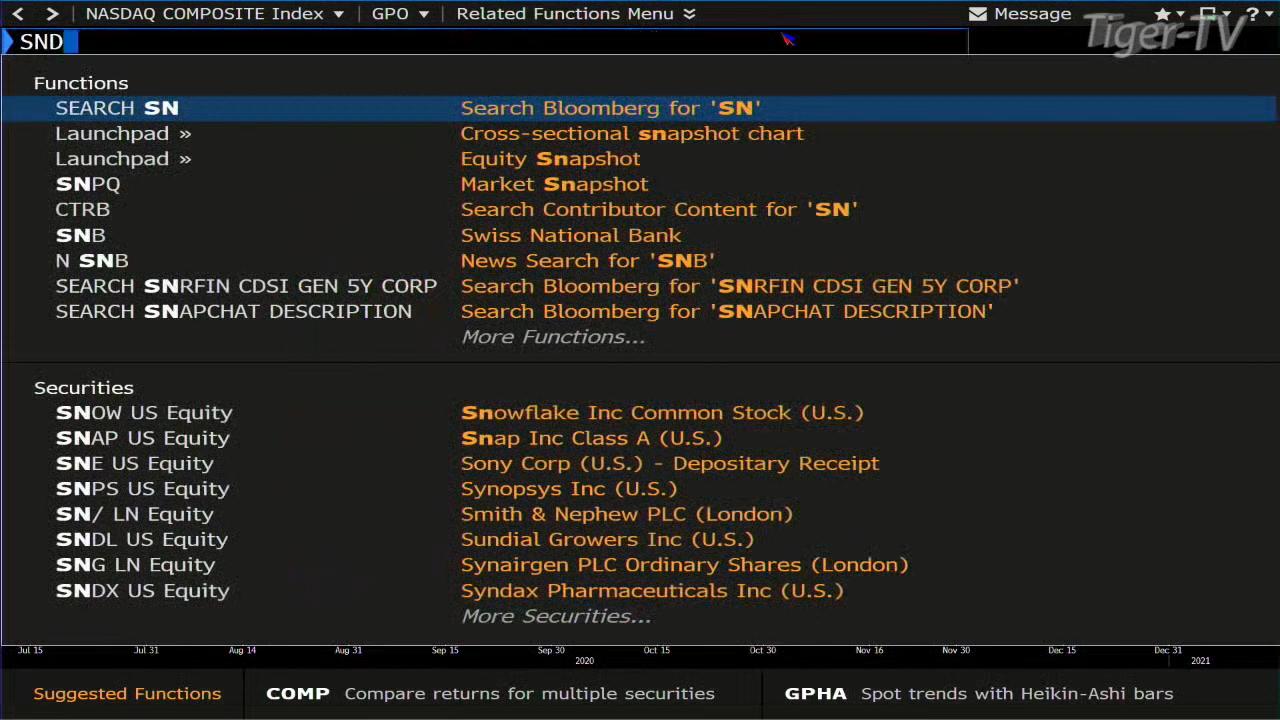 < > NASDAQ COMPOSITE Index GPO Related Functions Menu Message ?
Tiger-TV
SND
Functions
SEARCH SN Search Bloomberg for 'SN'
Launchpad » Cross-sectional snapshot chart
Launchpad » Equity Snapshot
SNPQ Market Snapshot
CTRB Search Contributor Content for 'SN'
SNB Swiss National Bank
N SNB News Search for 'SNB'
SEARCH SNRFIN CDSI GEN 5Y CORP Search Bloomberg for 'SNRFIN CDSI GEN 5Y CORP'
SEARCH SNAPCHAT DESCRIPTION Search Bloomberg for 'SNAPCHAT DESCRIPTION'
More Functions...
Securities
SNOW US Equity Snowflake Inc Common Stock (U.S.)
SNAP US Equity Snap Inc Class A (U.S.)
SNE US Equity Sony Corp (U.S.) - Depositary Receipt
SNPS US Equity Synopsys Inc (U.S.)
SN/ LN Equity Smith & Nephew PLC (London)
SNDL US Equity Sundial Growers Inc (U.S.)
SNG LN Equity Synairgen PLC Ordinary Shares (London)
SNDX US Equity Syndax Pharmaceuticals Inc (U.S.)
More Securities...
Jul 15 Jul 31 Aug 14 Aug 31 Sep 15 Sep 30 Oct 15 Oct 30 Nov 16 Nov 30 Dec 15 Dec 31
2020 2021
Suggested Functions COMP Compare returns for multiple securities GPHA Spot trends with Heikin-Ashi bars